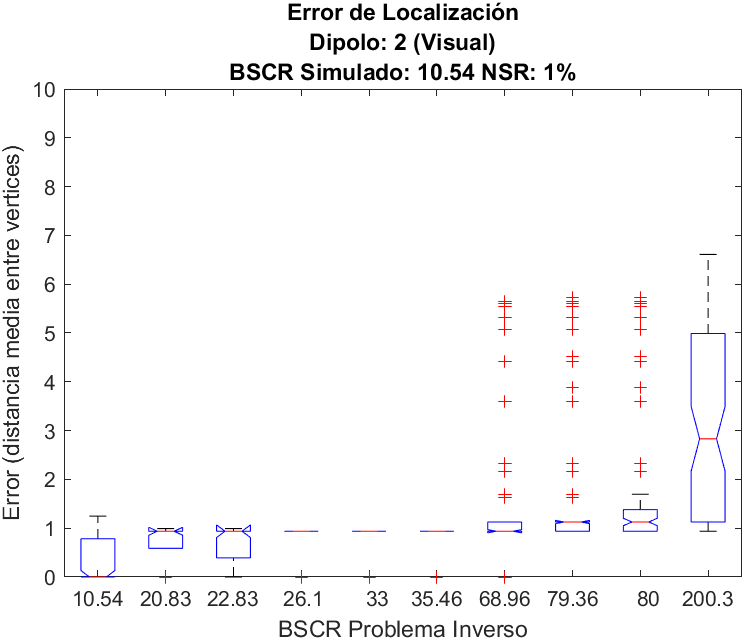 Error de Localización
Dipolo: 2 (Visual)
BSCR Simulado: 10.54 NSR: 1%
Error (distancia media entre vertices)
10
9
8
7
6
5
4
3
2
1
0
10.54 20.83 22.83 26.1 33 35.46 68.96 79.36 80 200.3
BSCR Problema Inverso